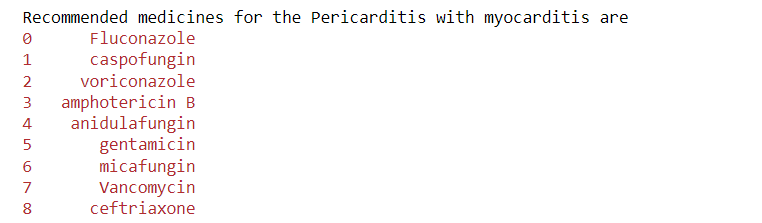 Recommended medicines for the Pericarditis with myocarditis are
0 Fluconazole
1 caspofungin
2 voriconazole
3 amphotericin B
4 anidulafungin
5 gentamicin
6 micafungin
7 Vancomycin
8 ceftriaxone